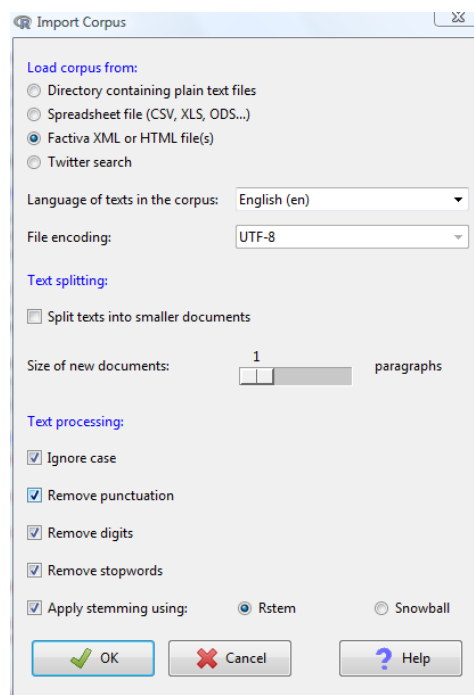 Import Corpus
Load corpus from:
Directory containing plain text files
Spreadsheet file (CSV, XLS, ODS...)
Factiva XML or HTML file(s)
Twitter search
Language of texts in the corpus: English (en)
File encoding: UTF-8
Text splitting:
Split texts into smaller documents
1
Size of new documents: paragraphs
Text processing:
Ignore case
Remove punctuation
Remove digits
Remove stopwords
Apply stemming using: Rstem Snowball
OK Cancel ? Help